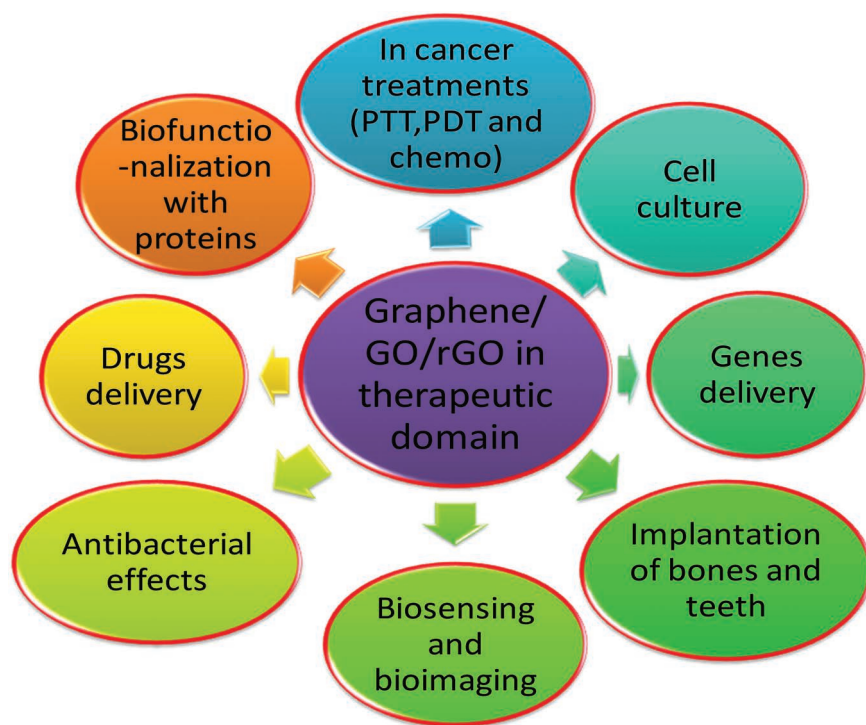 In cancer
treatments
(PTT,PDT and
chemo)
Biofunctio
-nalization
with
proteins
Cell
culture
Graphene/
GO/rGO in
therapeutic
domain
Drugs
delivery
Genes
delivery
Antibacterial
effects
Implantation
of bones and
teeth
Biosensing
and
bioimaging